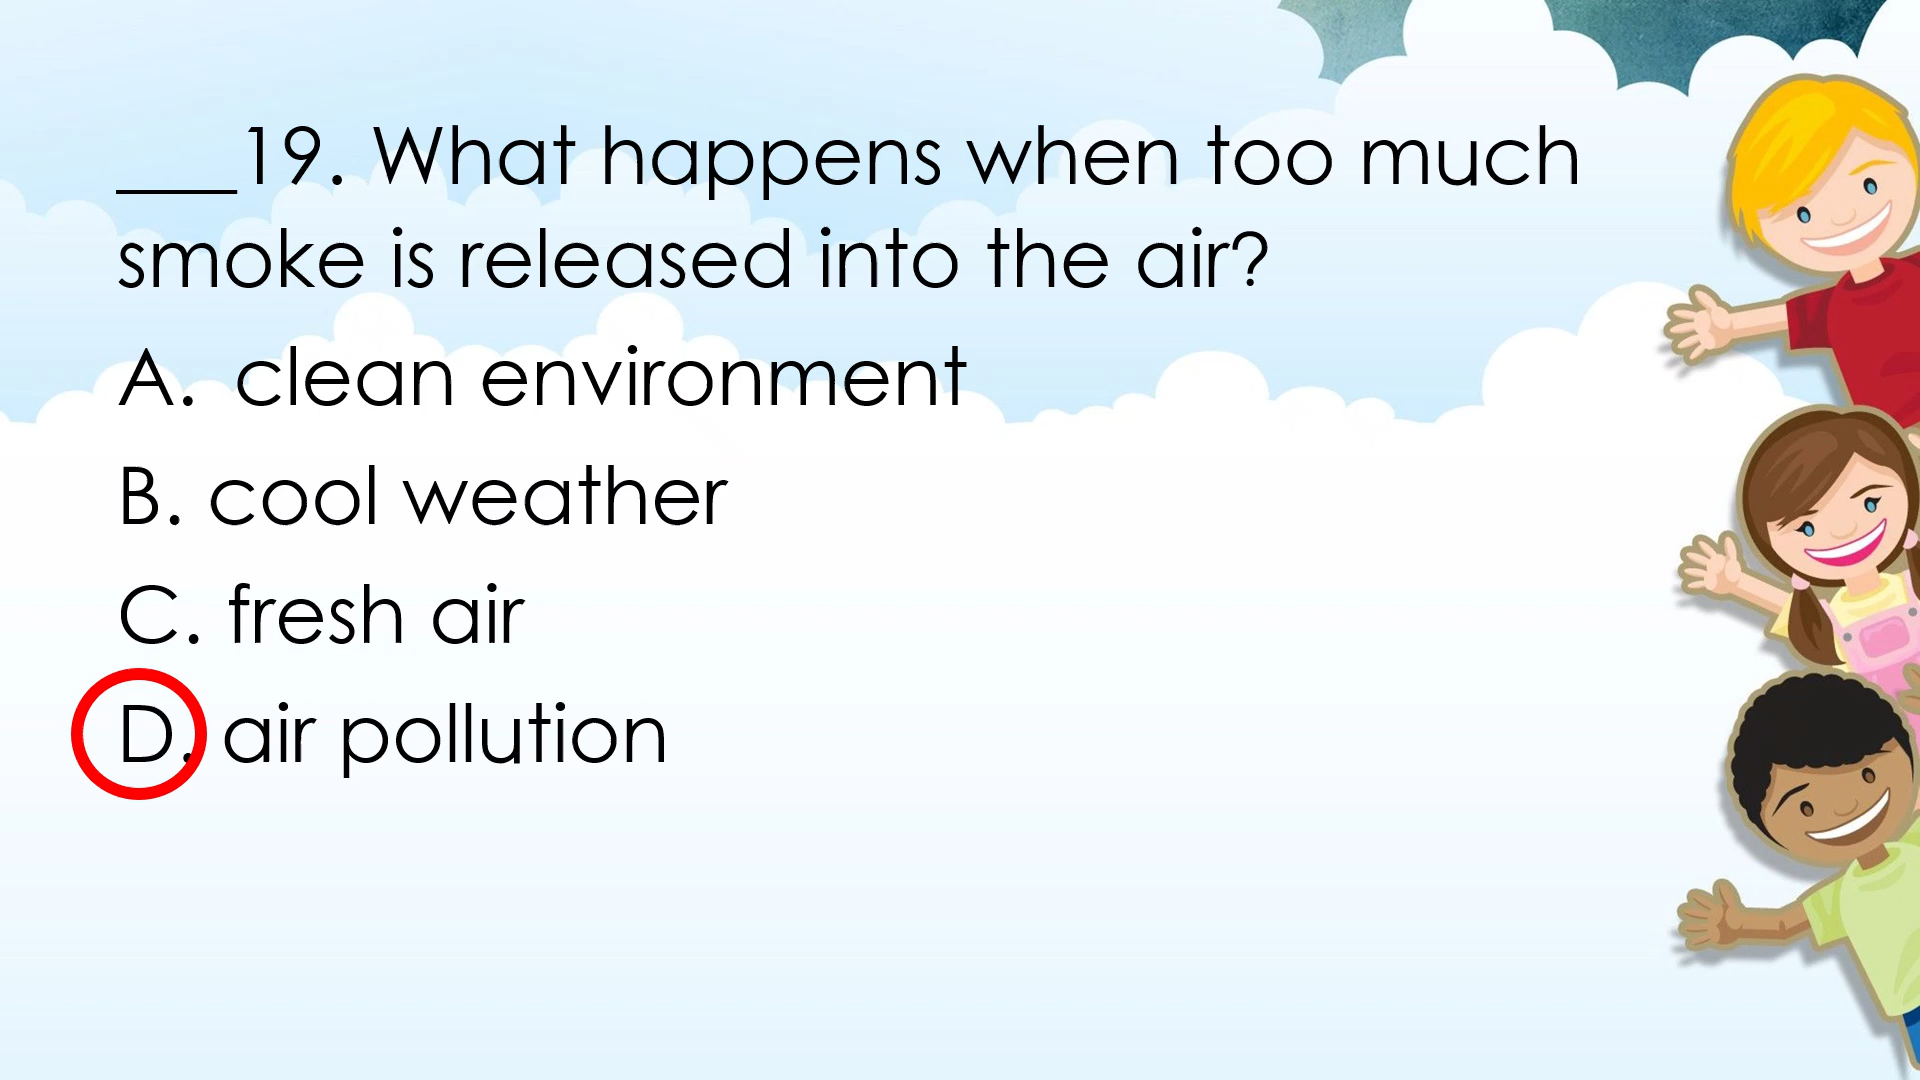 ___19. What happens when too much
smoke is released into the air?
A. clean environment
B. cool weather
C. fresh air
D. air pollution